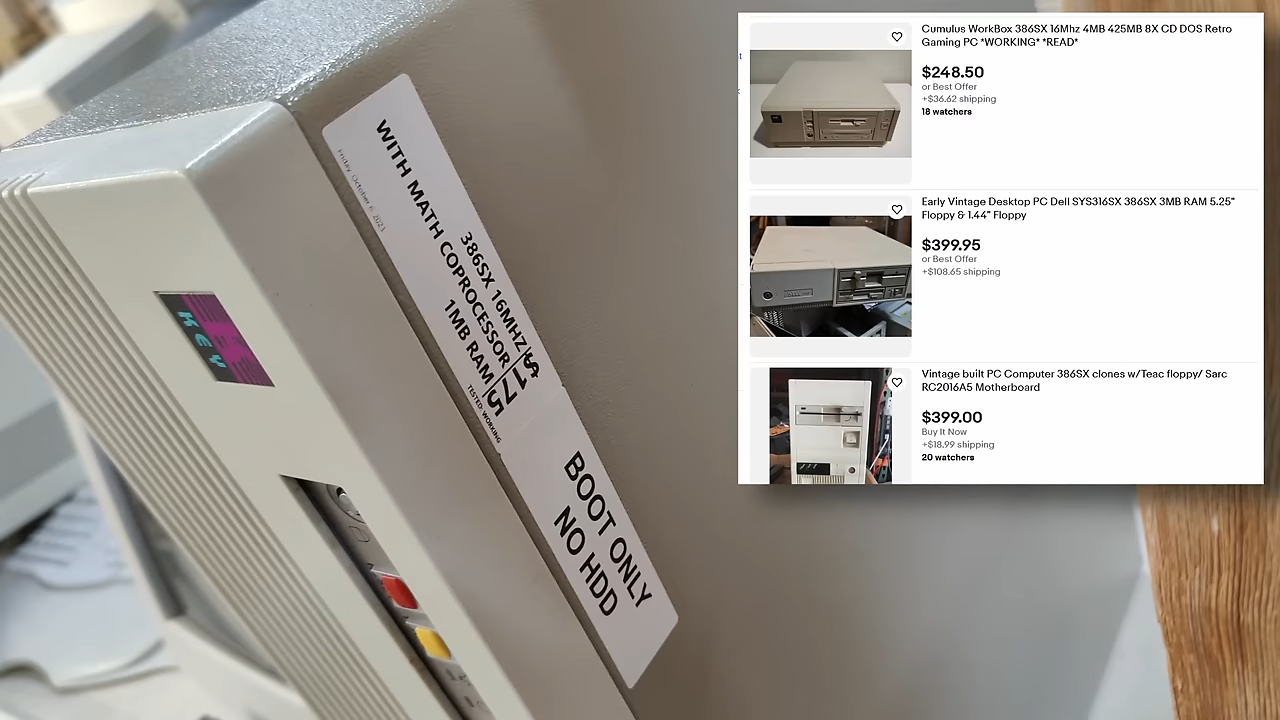 Friday, October 6, 2023
386SX 16MHZ
WITH MATH COPROCESSOR
1MB RAM
TESTED WORKING
$175
BOOT ONLY
NO HDD
Cumulus WorkBox 386SX 16Mhz 4MB 425MB 8X CD DOS Retro
Gaming PC *WORKING* *READ*
$248.50
or Best Offer
+$36.62 shipping
18 watchers
Early Vintage Desktop PC Dell SYS316SX 386SX 3MB RAM 5.25"
Floppy & 1.44" Floppy
$399.95
or Best Offer
+$108.65 shipping
Vintage built PC Computer 386SX clones w/Teac floppy/ Sarc
RC2016A5 Motherboard
$399.00
Buy It Now
+$18.99 shipping
20 watchers